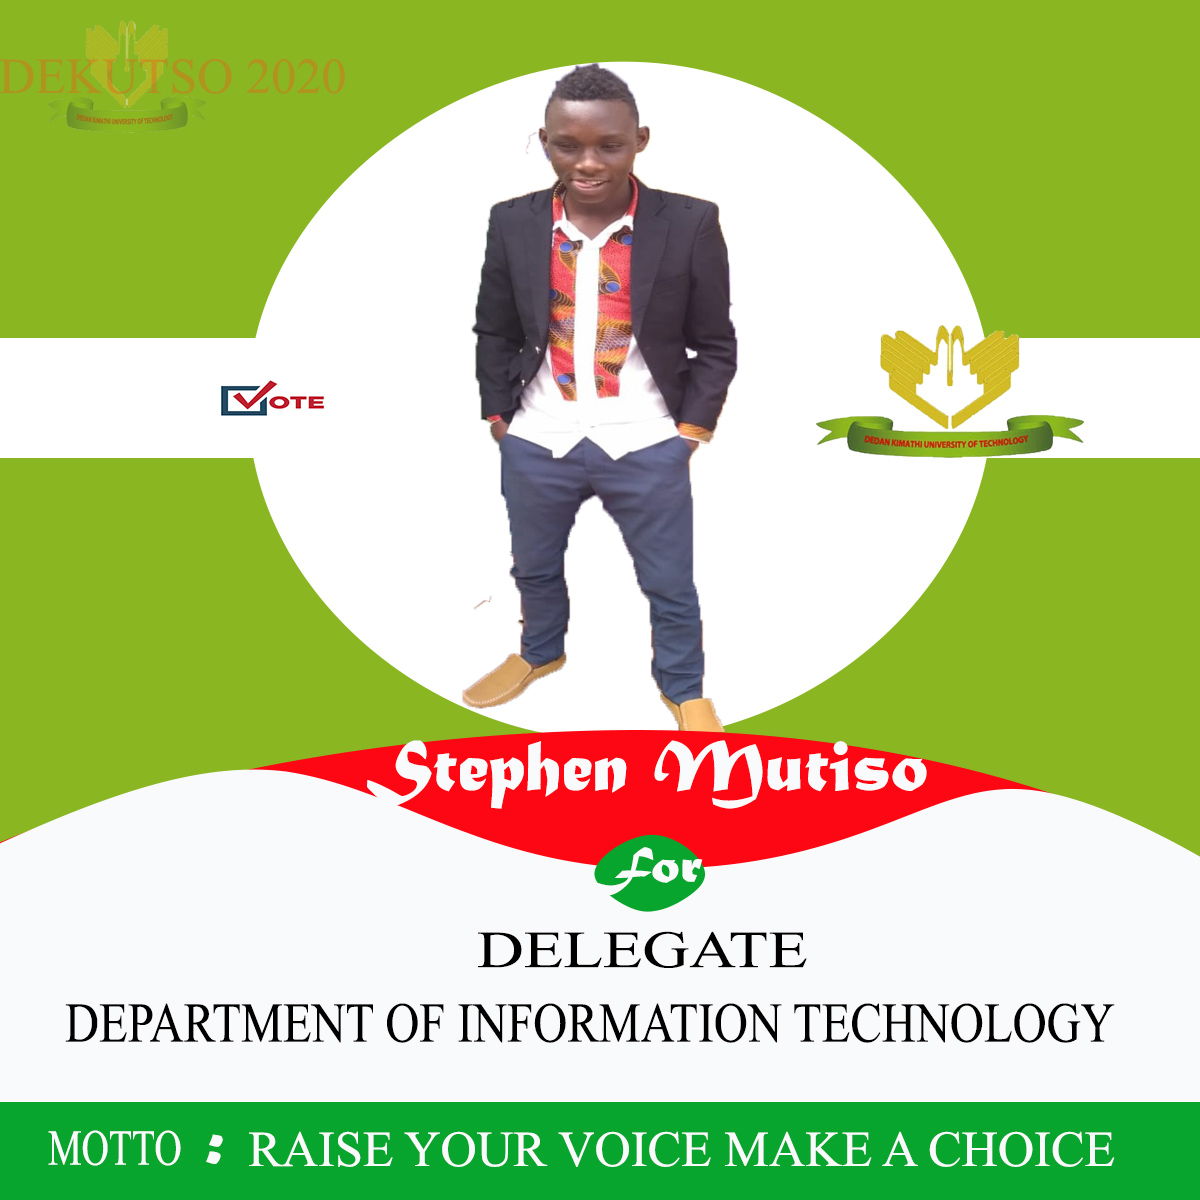 DEKUTSO 2020
DEDAN KIMATHI UNIVERSITY OF TECHNOLOGY
VOTE
DEDAN KIMATHI UNIVERSITY OF TECHNOLOGY
Stephen Mutiso
for
DELEGATE
DEPARTMENT OF INFORMATION TECHNOLOGY
MOTTO : RAISE YOUR VOICE MAKE A CHOICE